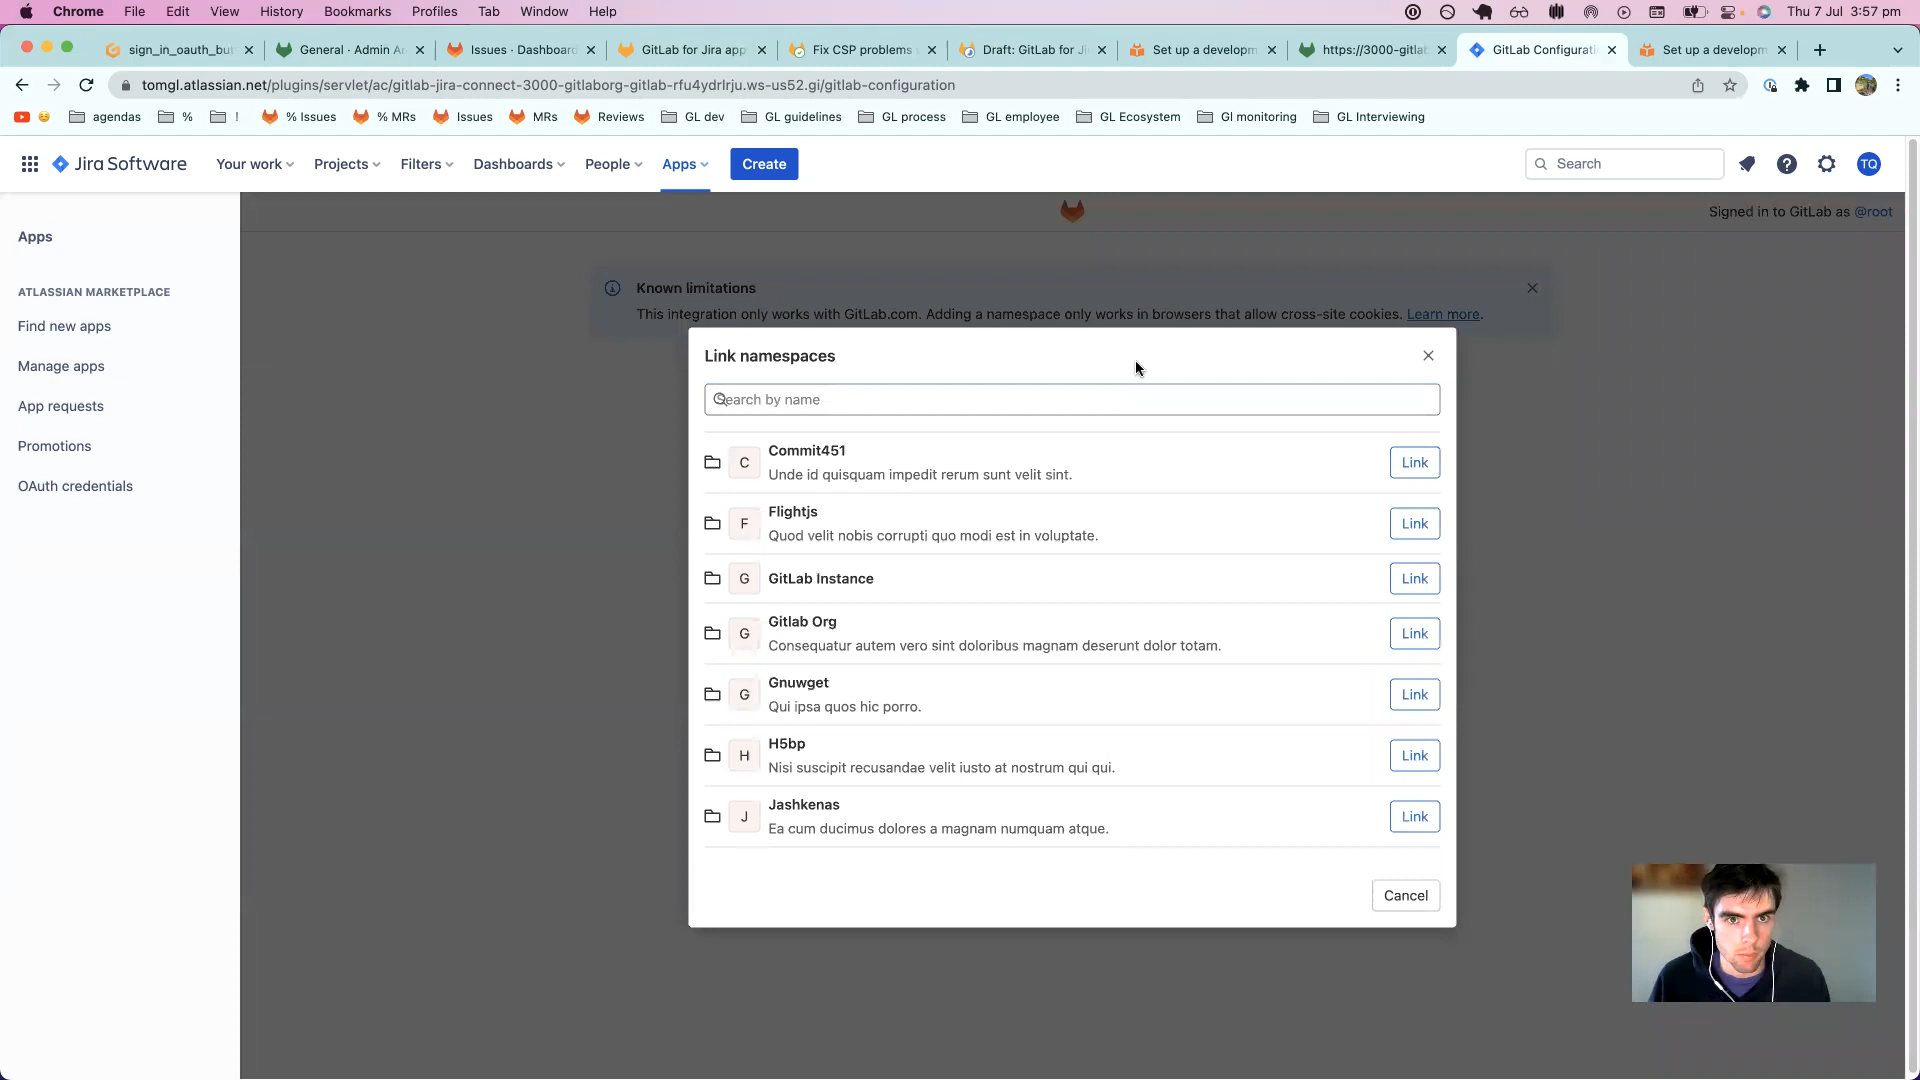 Chrome File Edit View History Bookmarks Profiles Tab Window Help Thu 7 Jul 3:57 pm
sign_in_oauth_but General · Admin Ar Issues · Dashboard GitLab for Jira app Fix CSP problems Draft: GitLab for Ji Set up a developm https://3000-gitlab GitLab Configurati Set up a developm
tomgl.atlassian.net/plugins/servlet/ac/gitlab-jira-connect-3000-gitlaborg-gitlab-rfu4ydrlrju.ws-us52.gi/gitlab-configuration
agendas % ! % Issues % MRs Issues MRs Reviews GL dev GL guidelines GL process GL employee GL Ecosystem Gl monitoring GL Interviewing
Jira Software Your work Projects Filters Dashboards People Apps Create Search TQ
Signed in to GitLab as @root
Apps
ATLASSIAN MARKETPLACE
Find new apps
Manage apps
App requests
Promotions
OAuth credentials
Known limitations
This integration only works with GitLab.com. Adding a namespace only works in browsers that allow cross-site cookies. Learn more.
Link namespaces
Search by name
C Commit451 Link
Unde id quisquam impedit rerum sunt velit sint.
F Flightjs Link
Quod velit nobis corrupti quo modi est in voluptate.
G GitLab Instance Link
G Gitlab Org Link
Consequatur autem vero sint doloribus magnam deserunt dolor totam.
G Gnuwget Link
Qui ipsa quos hic porro.
H H5bp Link
Nisi suscipit recusandae velit iusto at nostrum qui qui.
J Jashkenas Link
Ea cum ducimus dolores a magnam numquam atque.
Cancel